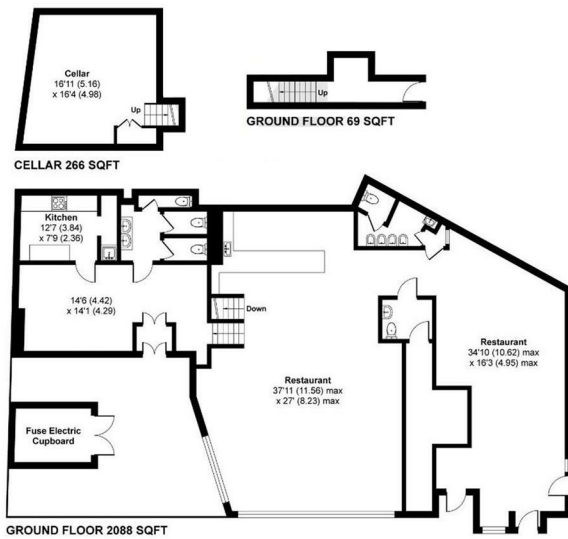 Cellar
16'11 (5.16)
x 16'4 (4.98)
Up
CELLAR 266 SQFT
Up
GROUND FLOOR 69 SQFT
Kitchen
12'7 (3.84)
x 7'9 (2.36)
14'6 (4.42)
x 14'1 (4.29)
Down
Restaurant
37'11 (11.56) max
x 27' (8.23) max
Restaurant
34'10 (10.62) max
x 16'3 (4.95) max
Fuse Electric
Cupboard
GROUND FLOOR 2088 SQFT